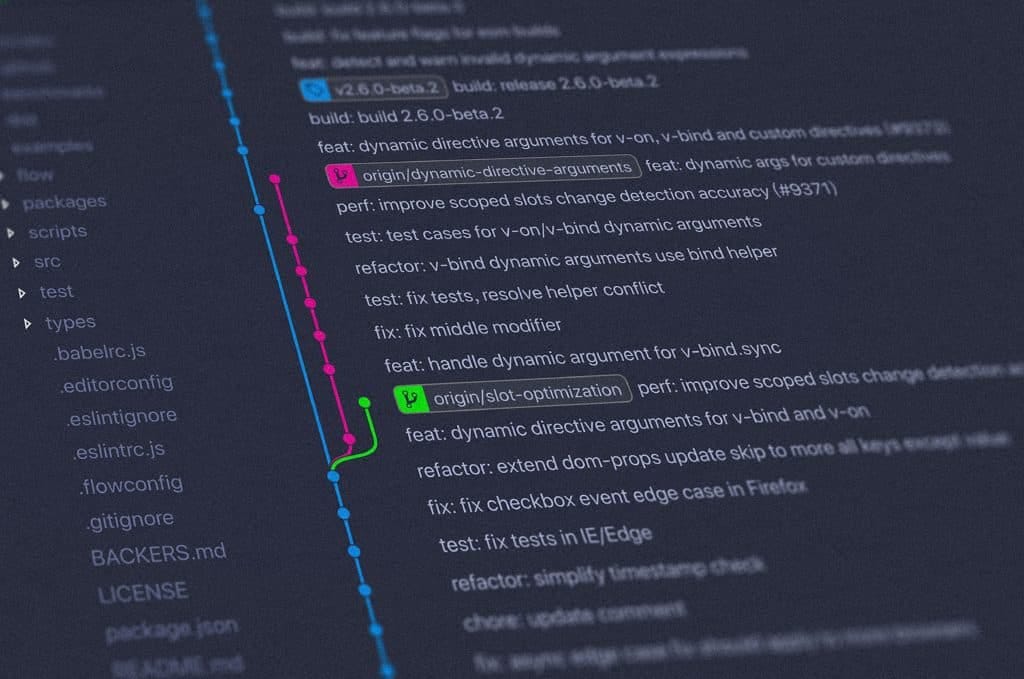 examples
flow
packages
scripts
src
test
types
.babelrc.js
.editorconfig
.eslintignore
.eslintrc.js
.flowconfig
.gitignore
BACKERS.md
LICENSE
package.json
README.md
build: build 2.6.0-beta.3
build: fix feature flags for esm builds
feat: detect and warn invalid dynamic argument expressions
v2.6.0-beta.2 build: release 2.6.0-beta.2
build: build 2.6.0-beta.2
feat: dynamic directive arguments for v-on, v-bind and custom directives (#9373)
origin/dynamic-directive-arguments feat: dynamic args for custom directives
perf: improve scoped slots change detection accuracy (#9371)
test: test cases for v-on/v-bind dynamic arguments
refactor: v-bind dynamic arguments use bind helper
test: fix tests, resolve helper conflict
fix: fix middle modifier
feat: handle dynamic argument for v-bind.sync
origin/slot-optimization perf: improve scoped slots change detection
feat: dynamic directive arguments for v-bind and v-on
refactor: extend dom-props update skip to more all keys except value
fix: fix checkbox event edge case in Firefox
test: fix tests in IE/Edge
refactor: simplify timestamp check
chore: update comment
fix: async edge case fix should apply to more browsers